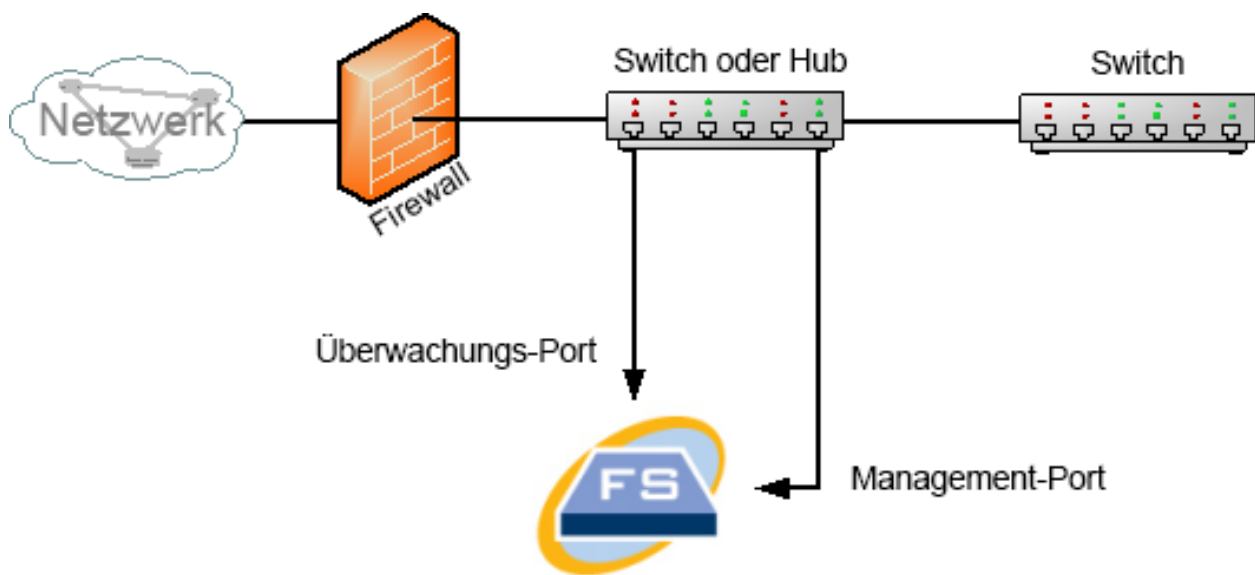 Switch oder Hub
Switch
Netzwerk
Firewall
Überwachungs-Port
FS
Management-Port